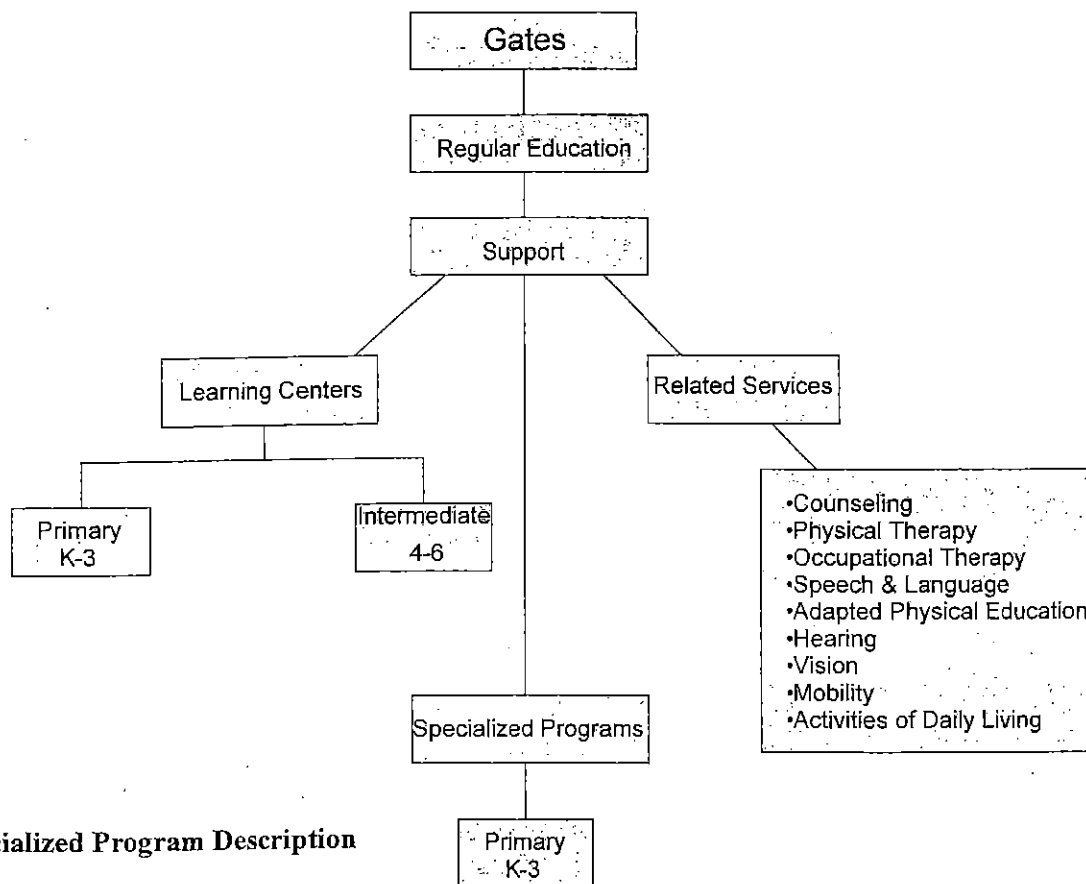 Gates
Regular Education
Support
Learning Centers
Related Services
Primary
K-3
Intermediate
4-6
•Counseling
•Physical Therapy
•Occupational Therapy
•Speech & Language
•Adapted Physical Education
•Hearing
•Vision
•Mobility
•Activities of Daily Living
Specialized Programs
cialized Program Description
Primary
K-3